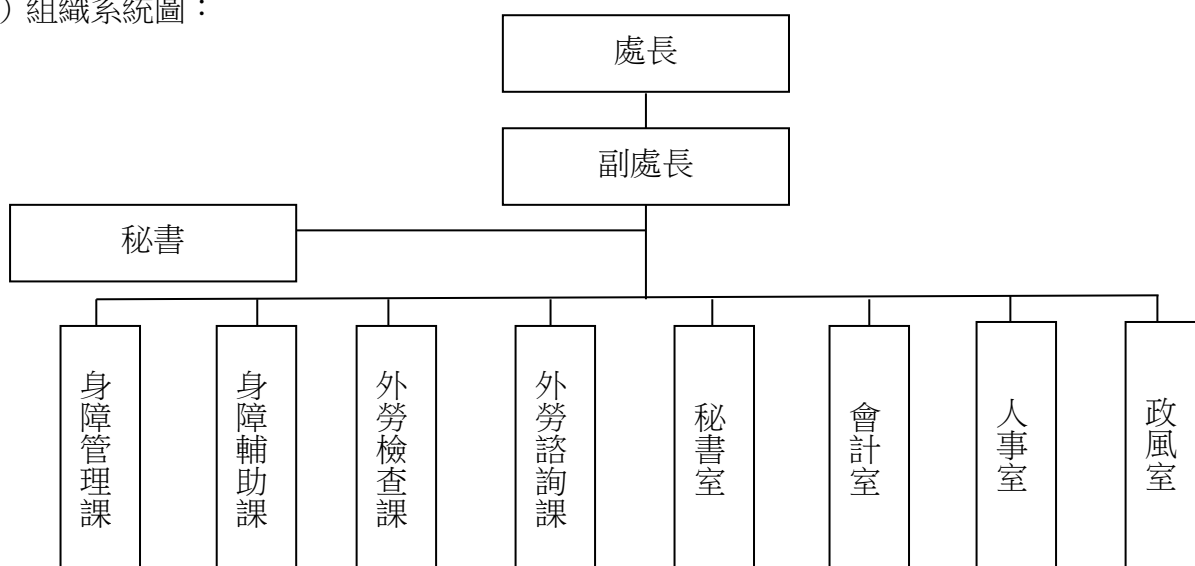 ）組織系統圖：
處長
副處長
秘書
身障管理課
身障輔助課
外勞檢查課
外勞諮詢課
秘書室
會計室
人事室
政風室